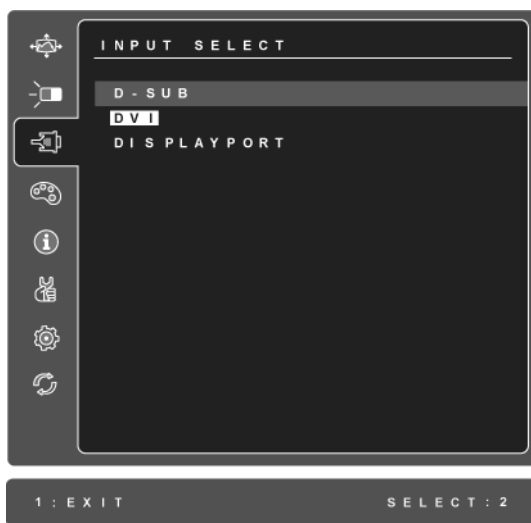 INPUT SELECT
D-SUB
DVI
DISPLAYPORT
1:EXIT SELECT:2